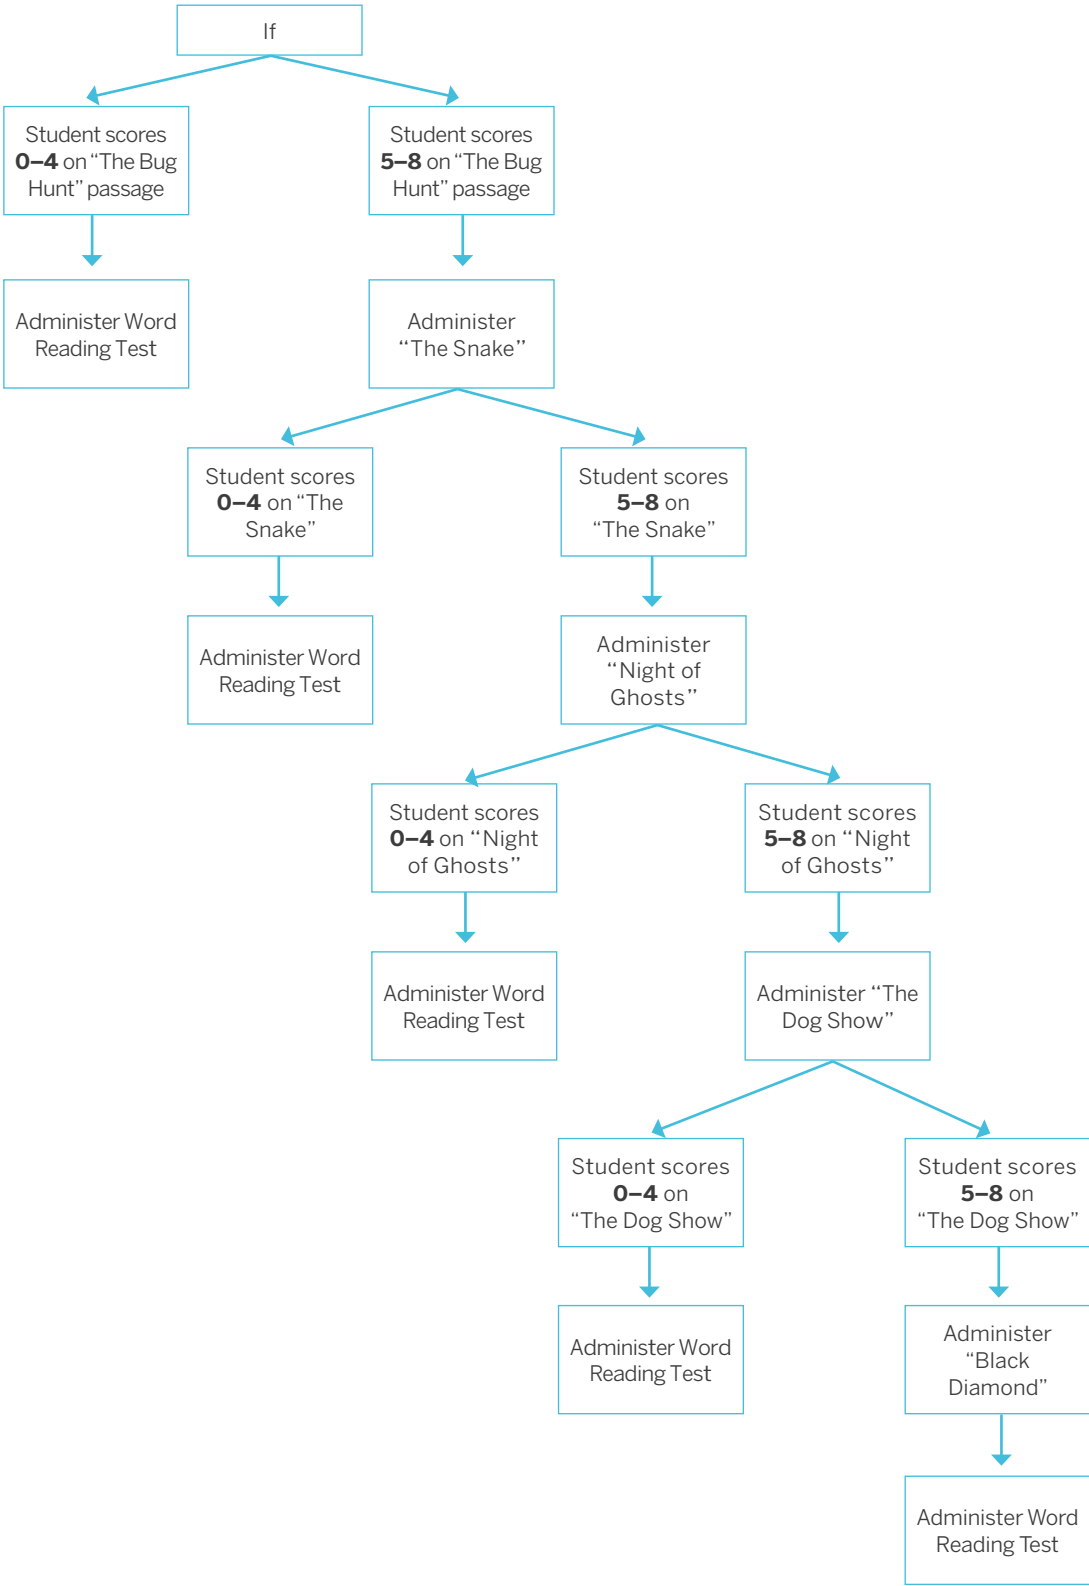 If
Student scores
0–4 on “The Bug
Hunt” passage
Student scores
5–8 on “The Bug
Hunt” passage
Administer Word
Reading Test
Administer
“The Snake”
Student scores
0–4 on “The
Snake”
Student scores
5–8 on
“The Snake”
Administer Word
Reading Test
Administer
“Night of
Ghosts”
Student scores
0–4 on “Night
of Ghosts”
Student scores
5–8 on “Night
of Ghosts”
Administer Word
Reading Test
Administer “The
Dog Show”
Student scores
0–4 on
“The Dog Show”
Student scores
5–8 on
“The Dog Show”
Administer Word
Reading Test
Administer
“Black
Diamond”
Administer Word
Reading Test